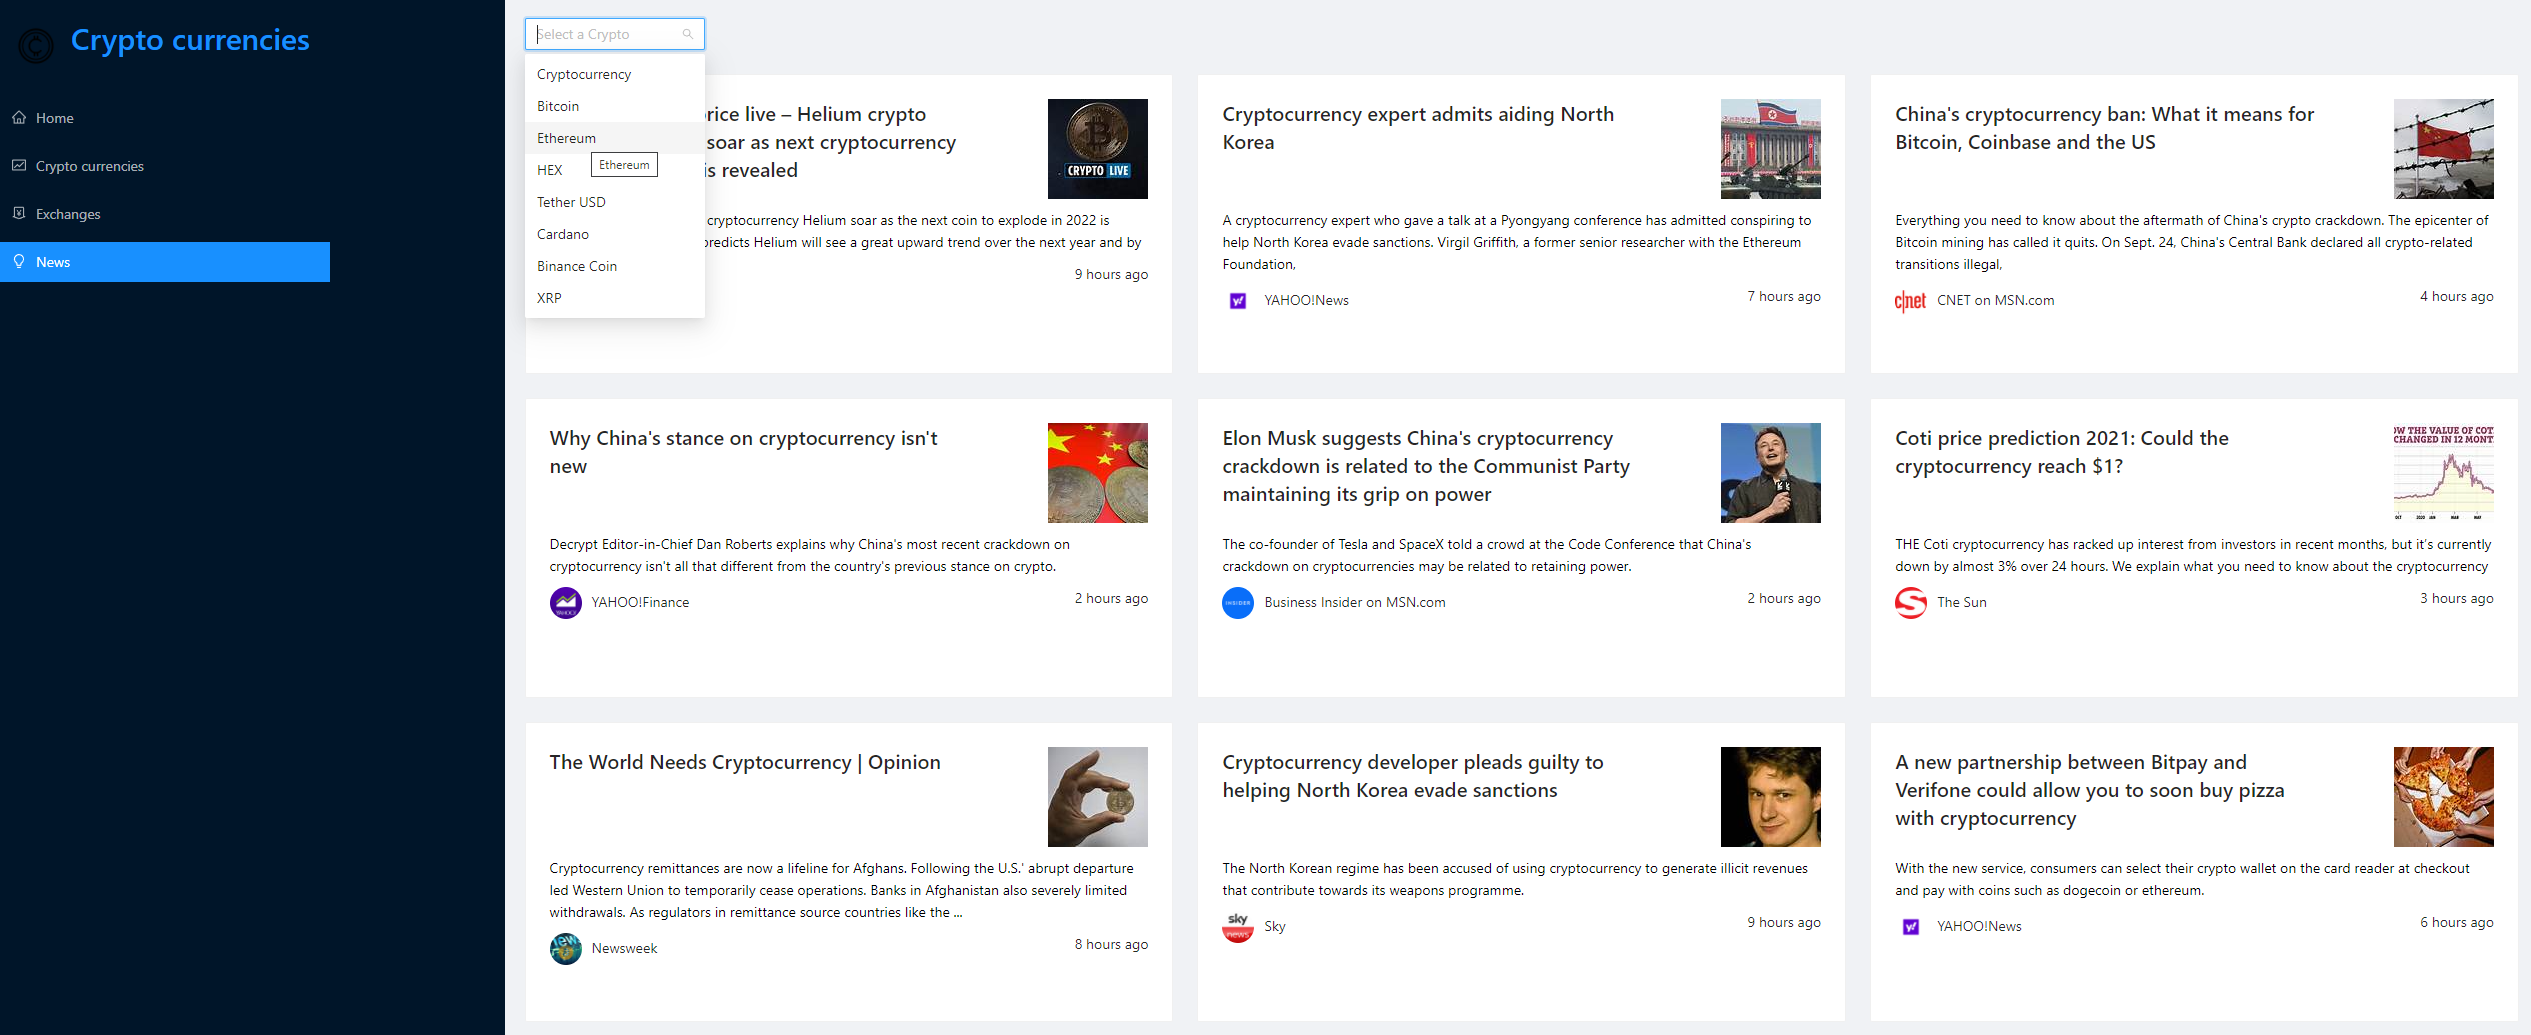 Crypto currencies
Home
Crypto currencies
Exchanges
News
Select a Crypto
Cryptocurrency
Bitcoin
Ethereum
Ethereum
HEX
Tether USD
Cardano
Binance Coin
XRP
price live – Helium crypto
soar as next cryptocurrency
is revealed
CRYPTO LIVE
cryptocurrency Helium soar as the next coin to explode in 2022 is
predicts Helium will see a great upward trend over the next year and by
9 hours ago
Cryptocurrency expert admits aiding North
Korea
A cryptocurrency expert who gave a talk at a Pyongyang conference has admitted conspiring to
help North Korea evade sanctions. Virgil Griffith, a former senior researcher with the Ethereum
Foundation,
y!
YAHOO!News
7 hours ago
China's cryptocurrency ban: What it means for
Bitcoin, Coinbase and the US
Everything you need to know about the aftermath of China's crypto crackdown. The epicenter of
Bitcoin mining has called it quits. On Sept. 24, China's Central Bank declared all crypto-related
transitions illegal,
c|net
CNET on MSN.com
4 hours ago
Why China's stance on cryptocurrency isn't
new
Decrypt Editor-in-Chief Dan Roberts explains why China's most recent crackdown on
cryptocurrency isn't all that different from the country's previous stance on crypto.
YAHOO!Finance
2 hours ago
Elon Musk suggests China's cryptocurrency
crackdown is related to the Communist Party
maintaining its grip on power
The co-founder of Tesla and SpaceX told a crowd at the Code Conference that China's
crackdown on cryptocurrencies may be related to retaining power.
INSIDER
Business Insider on MSN.com
2 hours ago
Coti price prediction 2021: Could the
cryptocurrency reach $1?
OW THE VALUE OF COT
CHANGED IN 12 MONT
THE Coti cryptocurrency has racked up interest from investors in recent months, but it's currently
down by almost 3% over 24 hours. We explain what you need to know about the cryptocurrency
The Sun
3 hours ago
The World Needs Cryptocurrency | Opinion
Cryptocurrency remittances are now a lifeline for Afghans. Following the U.S.' abrupt departure
led Western Union to temporarily cease operations. Banks in Afghanistan also severely limited
withdrawals. As regulators in remittance source countries like the ...
Newsweek
8 hours ago
Cryptocurrency developer pleads guilty to
helping North Korea evade sanctions
The North Korean regime has been accused of using cryptocurrency to generate illicit revenues
that contribute towards its weapons programme.
sky
news
Sky
9 hours ago
A new partnership between Bitpay and
Verifone could allow you to soon buy pizza
with cryptocurrency
With the new service, consumers can select their crypto wallet on the card reader at checkout
and pay with coins such as dogecoin or ethereum.
y!
YAHOO!News
6 hours ago